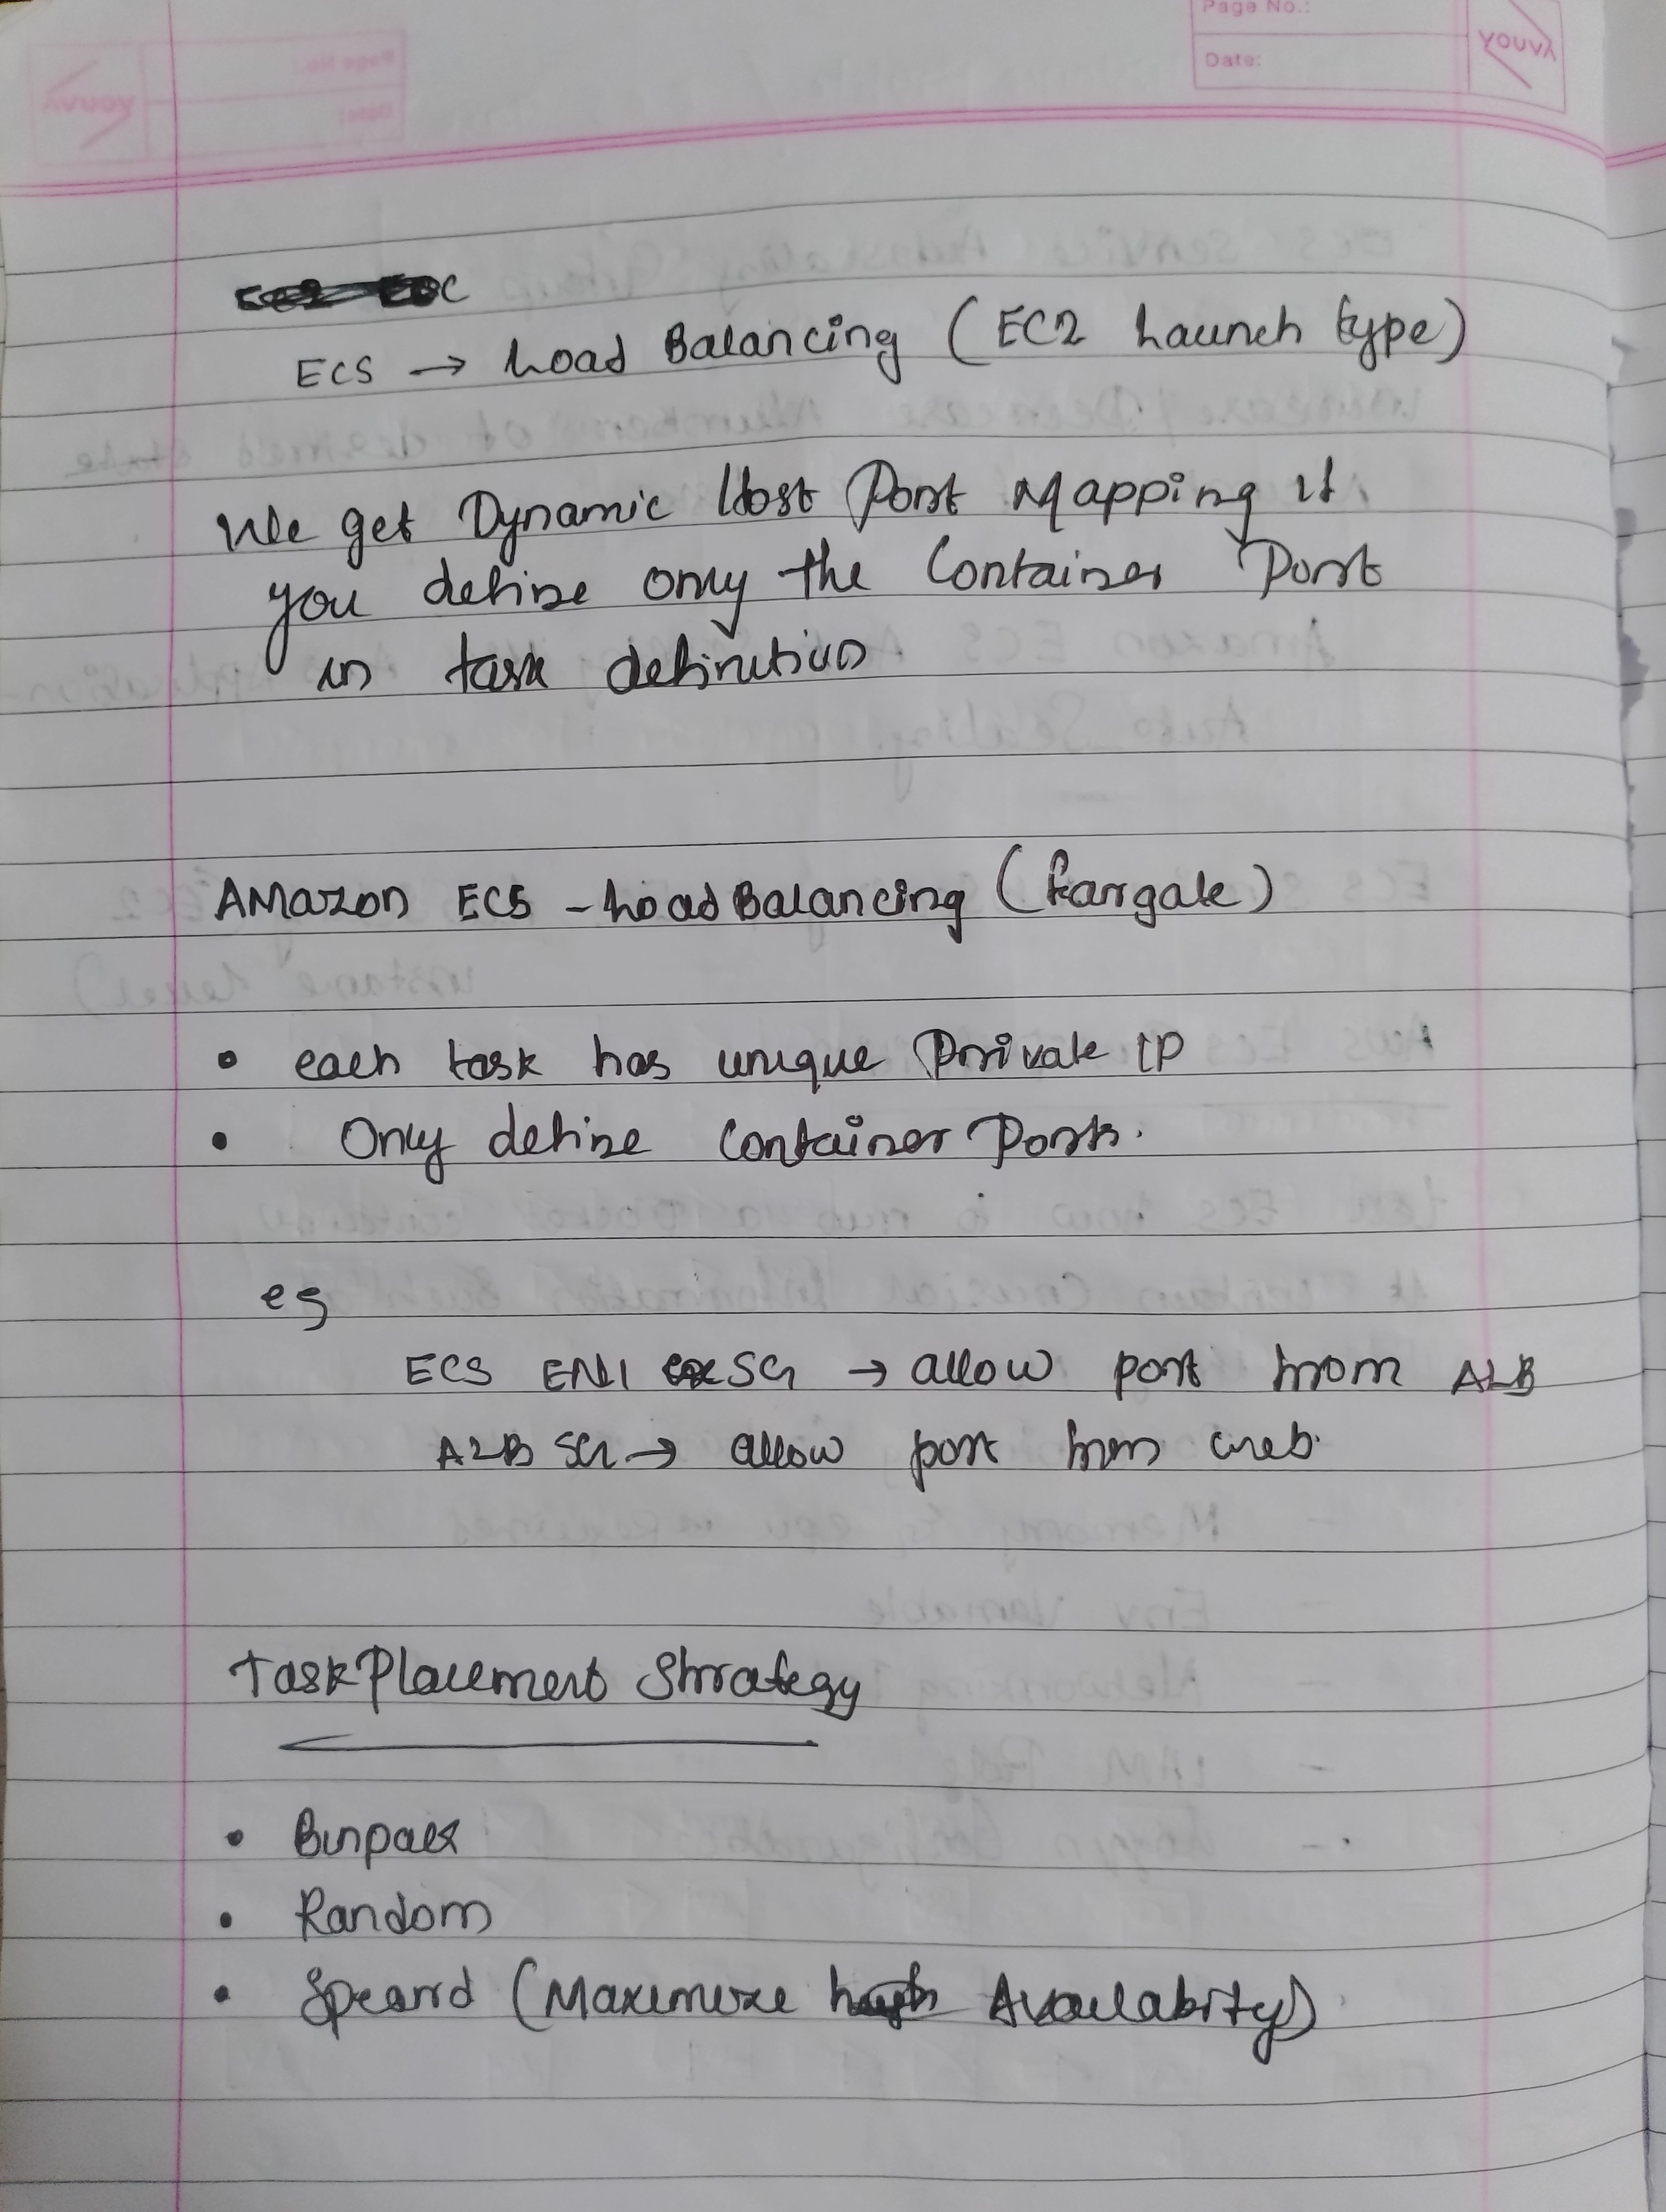 Page No.:
Date:
YOUVA
ECS → Load Balancing (EC2 Launch type)
We get Dynamic Host Port Mapping if
you define only the Container Port
in task definition
Amazon ECS - Load Balancing (Fargate)
• each task has unique Private IP
• Only define Container Port.
eg
ECS ENI SG → allow port from ALB
ALB SG → allow port from web.
Task Placement Strategy
• Binpack
• Random
• Speard (Maximize high Availability)